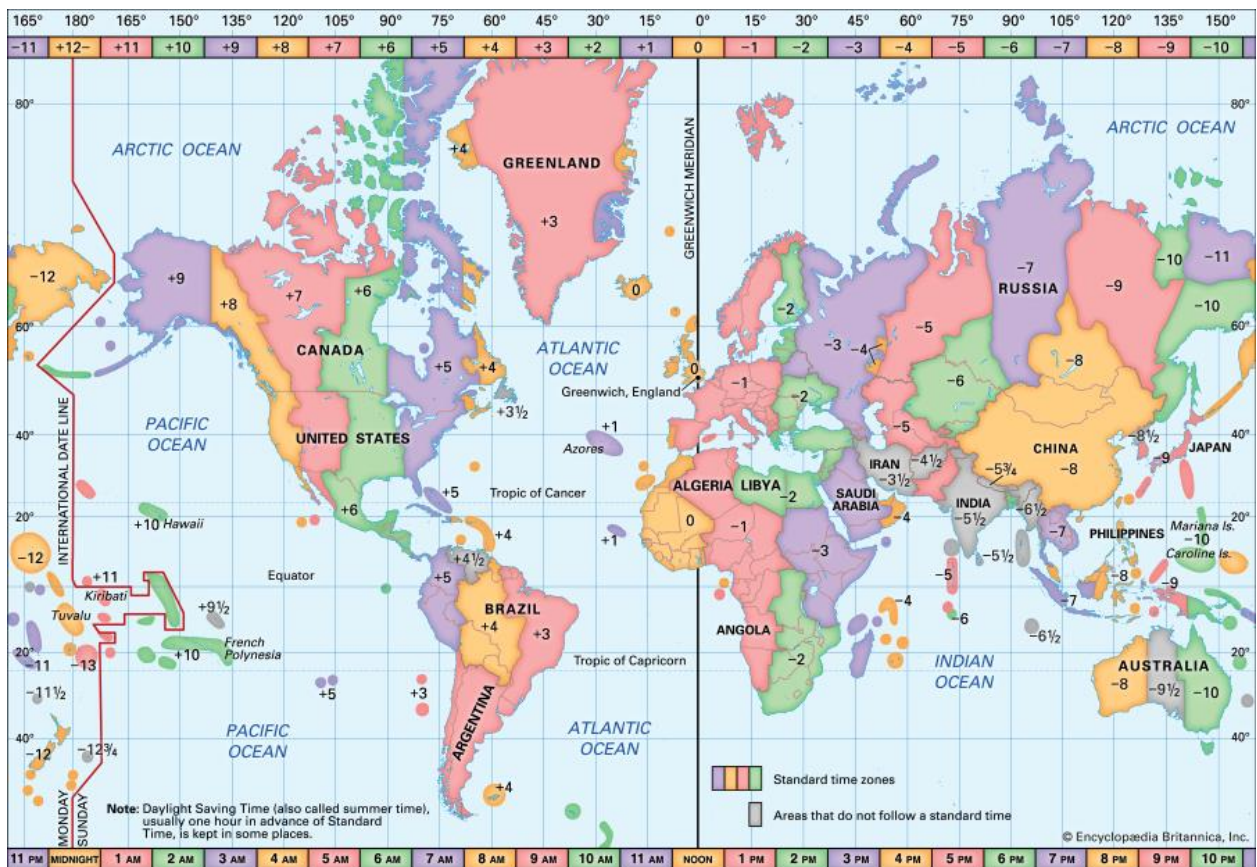 165° 180° 165° 150° 135° 120° 105° 90° 75° 60° 45° 30° 15° 0° 15° 30° 45° 60° 75° 90° 105° 120° 135° 150°
−11 +12− +11 +10 +9 +8 +7 +6 +5 +4 +3 +2 +1 0 −1 −2 −3 −4 −5 −6 −7 −8 −9 −10
80° 80°
ARCTIC OCEAN
ARCTIC OCEAN
+4
GREENLAND
GREENWICH MERIDIAN
+3
−12
+9
+8
+7
+6
0
−7
RUSSIA
−9
−10
−11
−10
−2
60° 60°
CANADA
+5
+4
+3½
ATLANTIC
OCEAN
0
Greenwich, England
−1
−2
−3
−4
−5
−6
−8
PACIFIC
OCEAN
INTERNATIONAL DATE LINE
UNITED STATES
+1
Azores
−5
CHINA
−8
−8½
−9
JAPAN
40° 40°
IRAN
−3½
−4½
−5¾
INDIA
−5½
−6½
ALGERIA
LIBYA
−2
SAUDI
ARABIA
−4
+5
Tropic of Cancer
+6
+10 Hawaii
20° 20°
0
−1
−3
+4
+1
−5½
−7
PHILIPPINES
Mariana Is.
−10
Caroline Is.
−12
+11
Kiribati
Equator
+4½
+5
−5
−8
−9
Tuvalu
+9½
BRAZIL
+4
+3
ANGOLA
−4
−6
−7
−6½
French
Polynesia
−11
−13
+10
20° 20°
Tropic of Capricorn
−2
INDIAN
OCEAN
AUSTRALIA
−8
−9½
−10
−11½
+5
+3
ARGENTINA
PACIFIC
OCEAN
ATLANTIC
OCEAN
40° 40°
−12
−12¾
+4
MONDAY
SUNDAY
Note: Daylight Saving Time (also called summer time),
usually one hour in advance of Standard
Time, is kept in some places.
Standard time zones
Areas that do not follow a standard time
© Encyclopædia Britannica, Inc.
11 PM MIDNIGHT 1 AM 2 AM 3 AM 4 AM 5 AM 6 AM 7 AM 8 AM 9 AM 10 AM 11 AM NOON 1 PM 2 PM 3 PM 4 PM 5 PM 6 PM 7 PM 8 PM 9 PM 10 PM